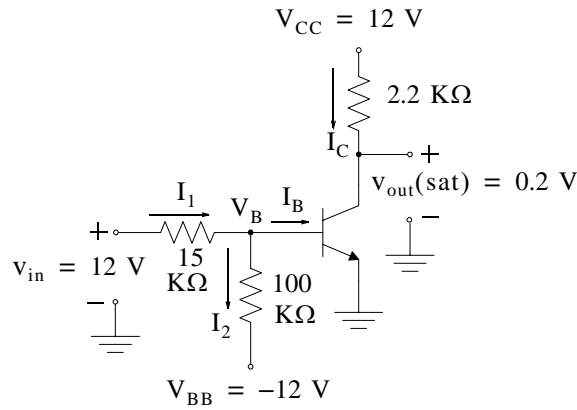 V_CC = 12 V
2.2 KΩ
I_C
+
v_out(sat) = 0.2 V
−
I_1
V_B
I_B
+
15
KΩ
v_in = 12 V
−
I_2
100
KΩ
V_BB = −12 V